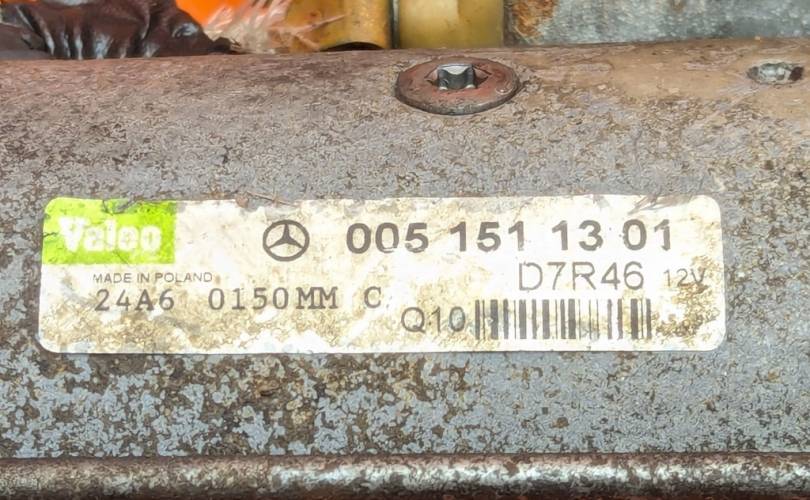 Valeo 005 151 13 01
MADE IN POLAND D7R46 12V
24A6 0150MM C
Q10